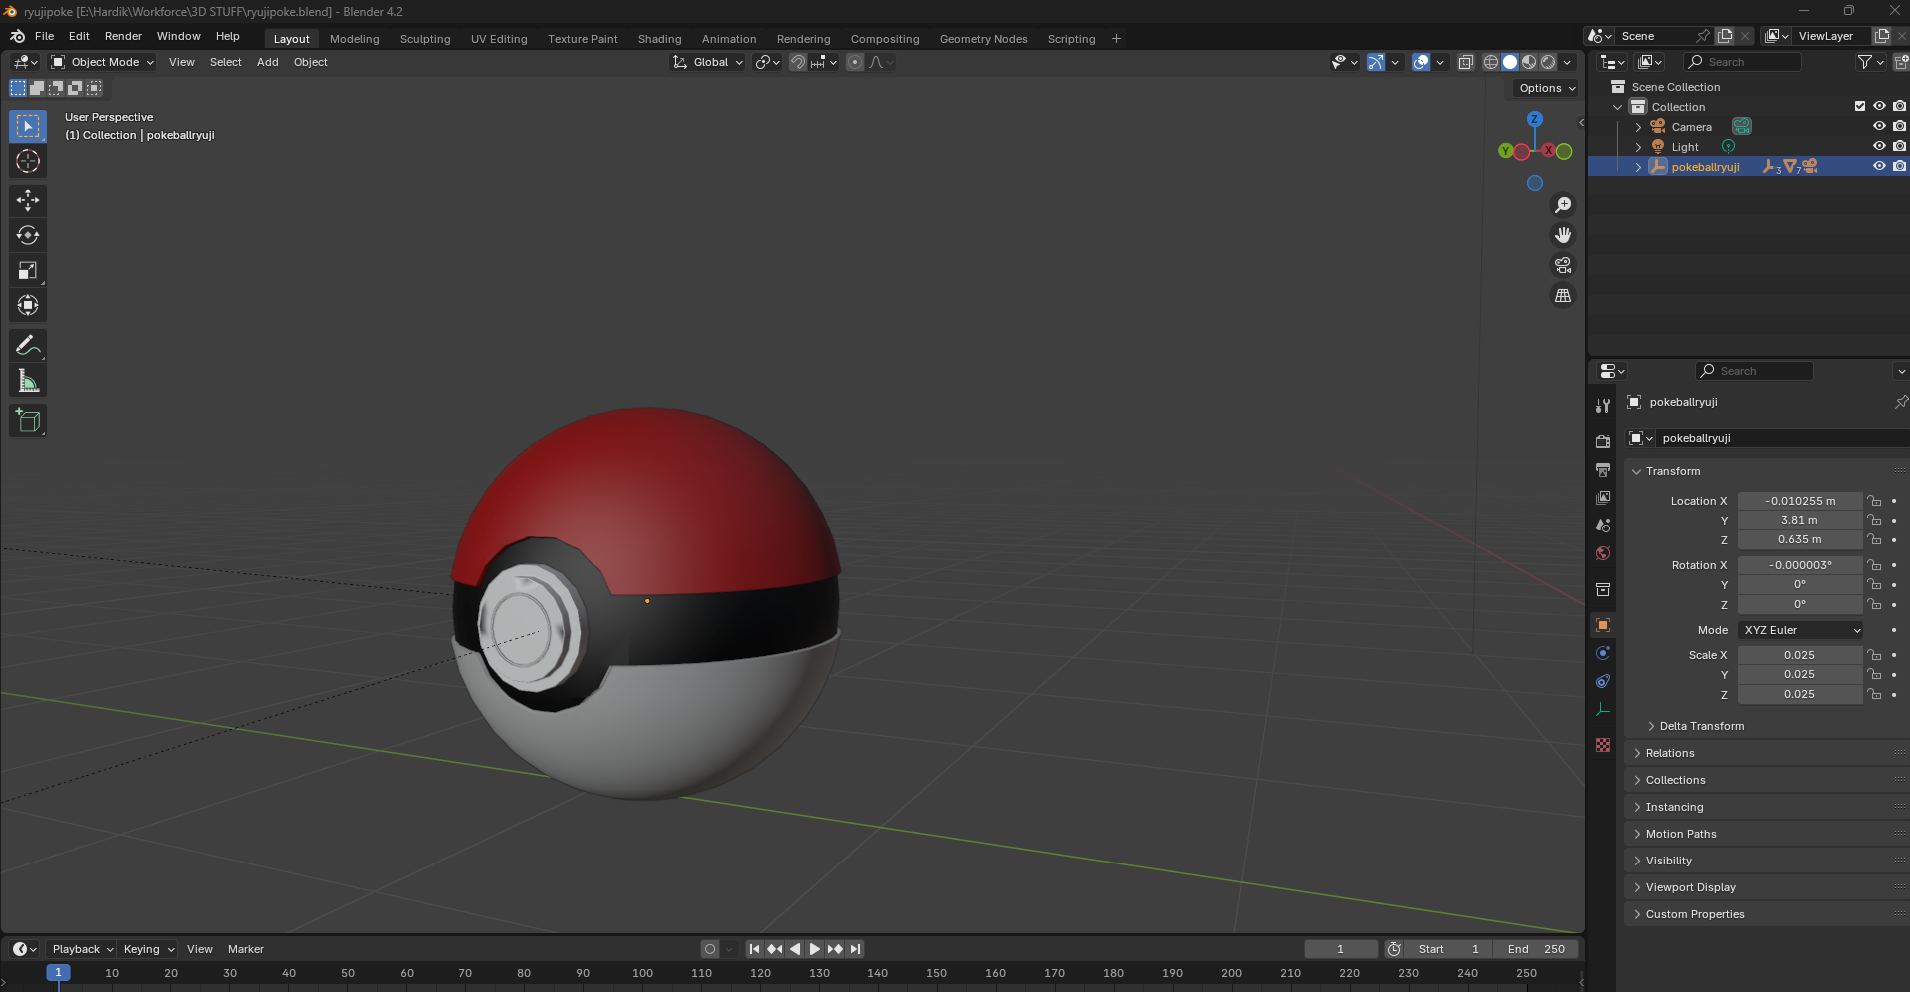 ryujipoke [E:\Hardik\Workforce\3D STUFF\ryujipoke.blend] - Blender 4.2
File Edit Render Window Help Layout Modeling Sculpting UV Editing Texture Paint Shading Animation Rendering Compositing Geometry Nodes Scripting + Scene ViewLayer
Object Mode View Select Add Object Global Search
Options
User Perspective
(1) Collection | pokeballryuji
Z
Y X
Scene Collection
Collection
Camera
Light
pokeballryuji 3 7
Search
pokeballryuji
pokeballryuji
Transform
Location X -0.010255 m
Y 3.81 m
Z 0.635 m
Rotation X -0.000003°
Y 0°
Z 0°
Mode XYZ Euler
Scale X 0.025
Y 0.025
Z 0.025
Delta Transform
Relations
Collections
Instancing
Motion Paths
Visibility
Viewport Display
Custom Properties
Playback Keying View Marker 1 Start 1 End 250
1 10 20 30 40 50 60 70 80 90 100 110 120 130 140 150 160 170 180 190 200 210 220 230 240 250